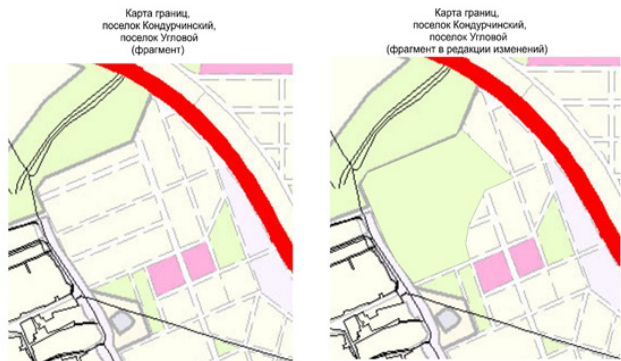 Карта границ,
поселок Кондурчинский,
поселок Угловой
(фрагмент)
Карта границ,
поселок Кондурчинский,
поселок Угловой
(фрагмент в редакции изменений)